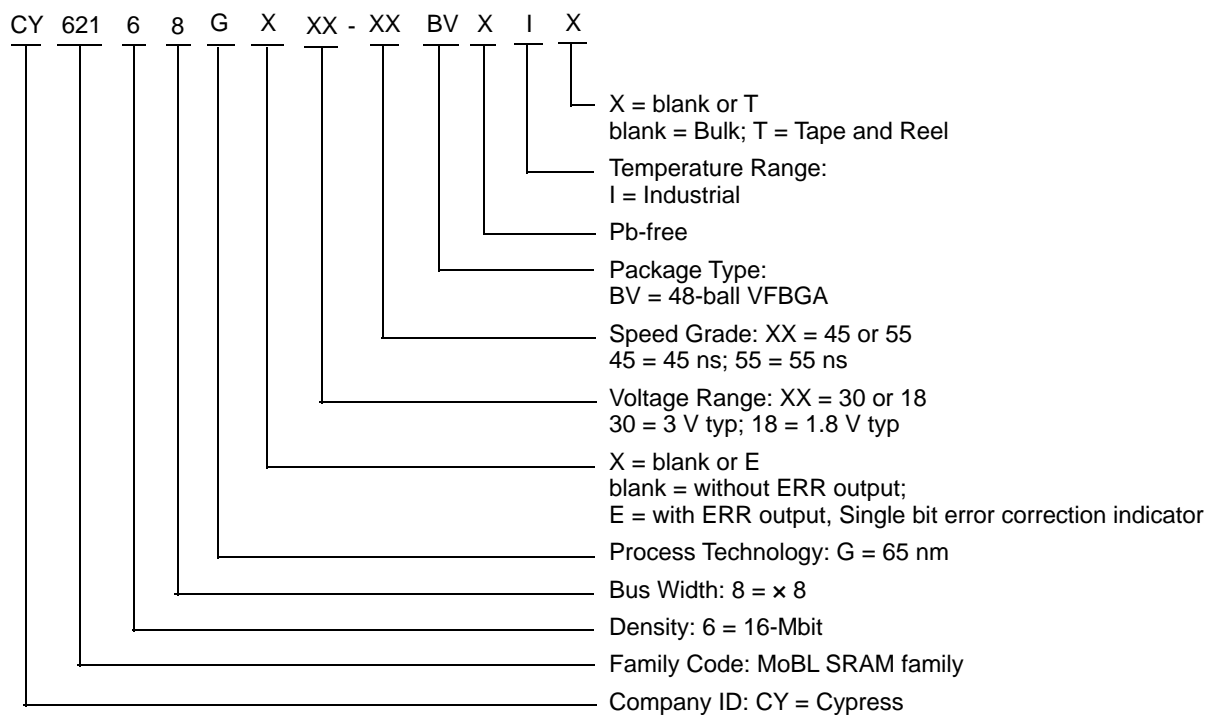 CY 621 6 8 G X XX - XX BV X I X
X = blank or T
blank = Bulk; T = Tape and Reel
Temperature Range:
I = Industrial
Pb-free
Package Type:
BV = 48-ball VFBGA
Speed Grade: XX = 45 or 55
45 = 45 ns; 55 = 55 ns
Voltage Range: XX = 30 or 18
30 = 3 V typ; 18 = 1.8 V typ
X = blank or E
blank = without ERR output;
E = with ERR output, Single bit error correction indicator
Process Technology: G = 65 nm
Bus Width: 8 = × 8
Density: 6 = 16-Mbit
Family Code: MoBL SRAM family
Company ID: CY = Cypress